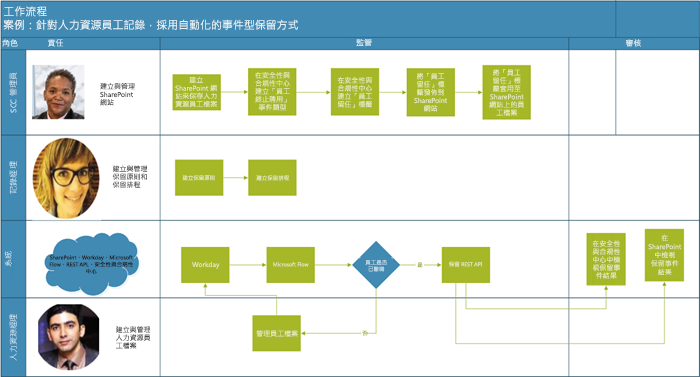 工作流程
案例：針對人力資源員工記錄，採用自動化的事件型保留方式
角色
責任
監管
審核
SCC 管理員
建立與管理
SharePoint
網站
建立
SharePoint 網
站來保存人力
資源員工檔案
在安全性與
合規性中心
建立「員工
終止聘用」
事件類型
在安全性與
合規性中心
建立「員工
留任」標籤
將「員工
留任」標
籤發佈到
SharePoint
網站
將「員工
留任」標
籤套用至
SharePoint
網站上的員
工檔案
記錄經理
建立與管理
保留原則和
保留排程
建立保留原則
建立保留排程
系統
SharePoint、Workday、Microsoft
Flow、REST API、安全性與合規性
中心
Workday
Microsoft Flow
員工是否
已離職
是
保留 REST API
在安全性
與合規性
中心中檢
視保留事
件結果
在
SharePoint
中檢視
保留事件
結果
人力資源經理
建立與管理
人力資源員
工檔案
管理員工檔案
否